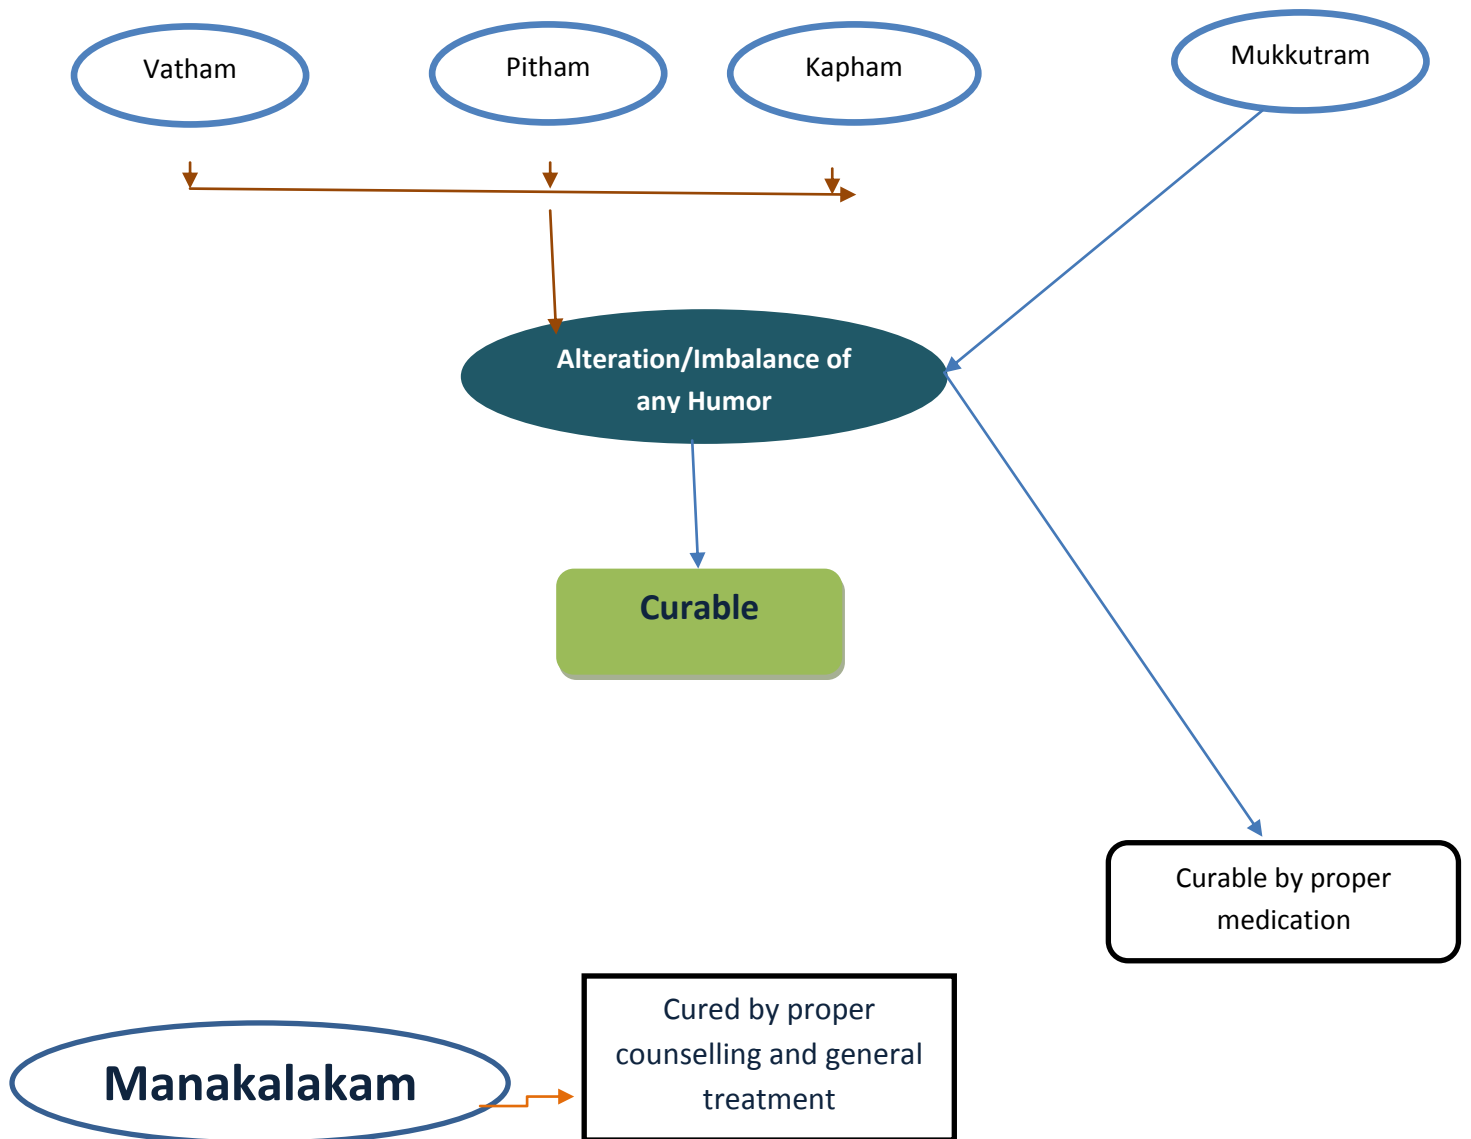 Vatham
Pitham
Kapham
Mukkutram
Alteration/Imbalance of
any Humor
Curable
Curable by proper
medication
Cured by proper
counselling and general
treatment
Manakalakam